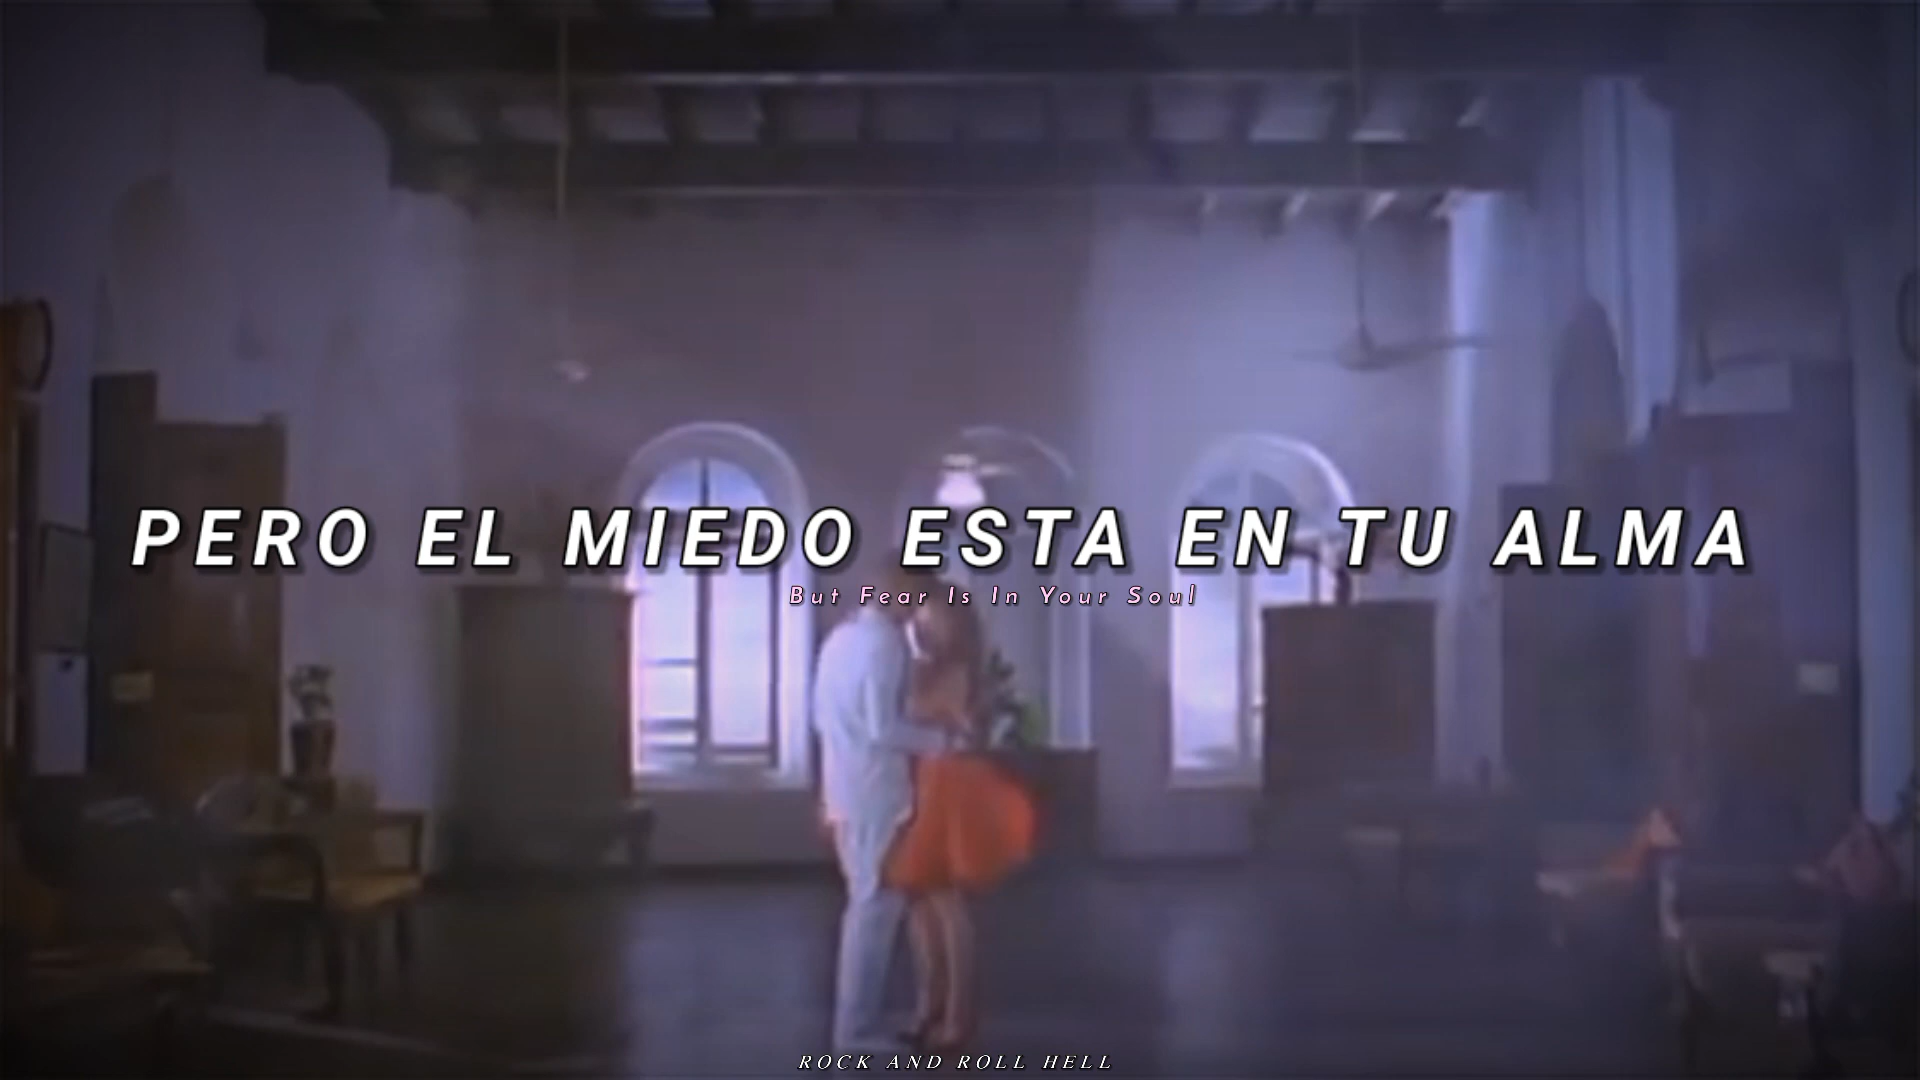 PERO EL MIEDO ESTA EN TU ALMA
But Fear Is In Your Soul
ROCK AND ROLL HELL